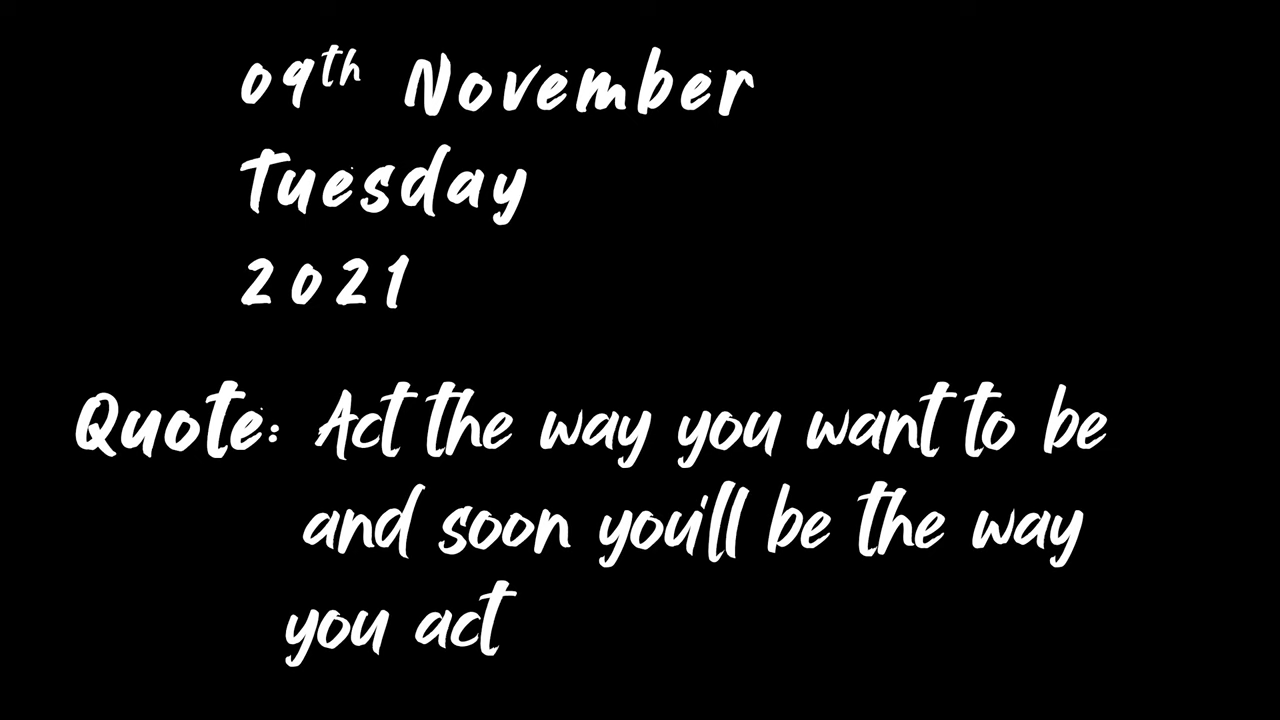 09th November
Tuesday
2021
Quote: Act the way you want to be
and soon you'll be the way
you act